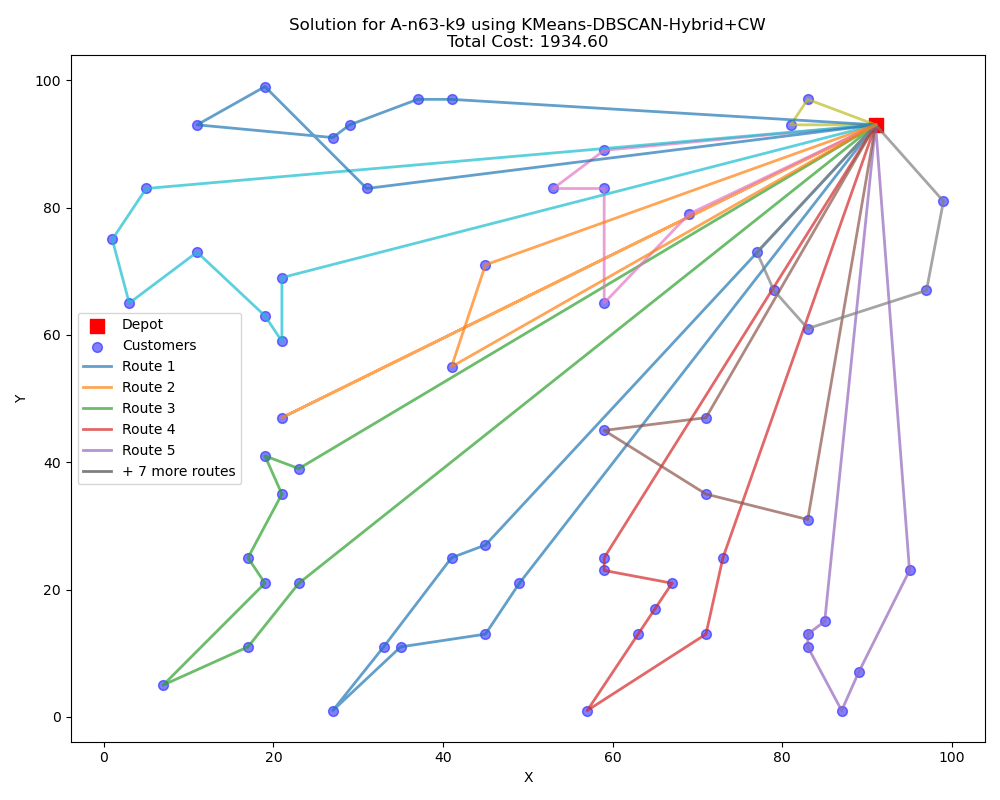 Solution for A-n63-k9 using KMeans-DBSCAN-Hybrid+CW
Total Cost: 1934.60
100
80
60
40
20
0
Y
Depot
Customers
Route 1
Route 2
Route 3
Route 4
Route 5
+ 7 more routes
0 20 40 60 80 100
X